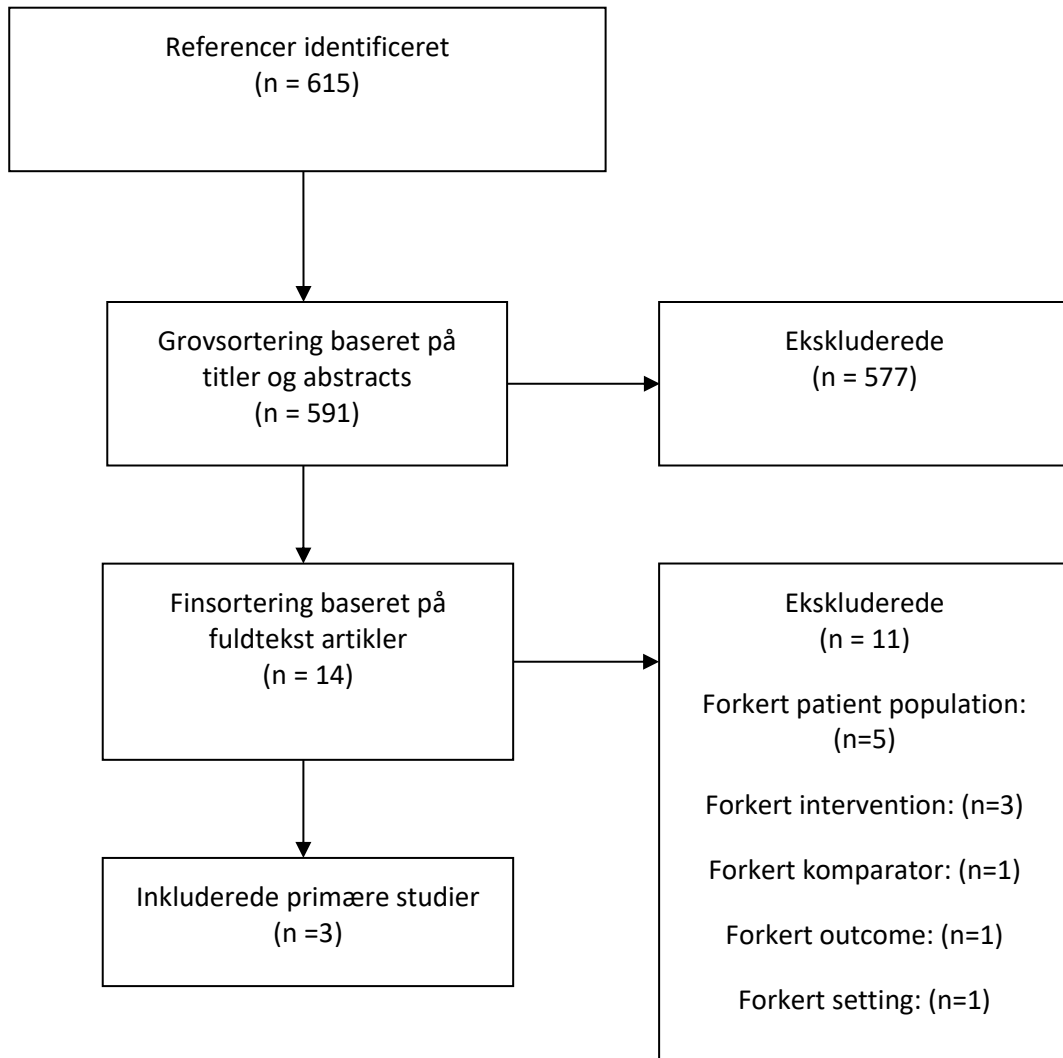 Referencer identificeret
(n = 615)
Grovsortering baseret på
titler og abstracts
(n = 591)
Ekskluderede
(n = 577)
Finsortering baseret på
fuldtekst artikler
(n = 14)
Ekskluderede
(n = 11)
Forkert patient population:
(n=5)
Forkert intervention: (n=3)
Forkert komparator: (n=1)
Forkert outcome: (n=1)
Forkert setting: (n=1)
Inkluderede primære studier
(n =3)